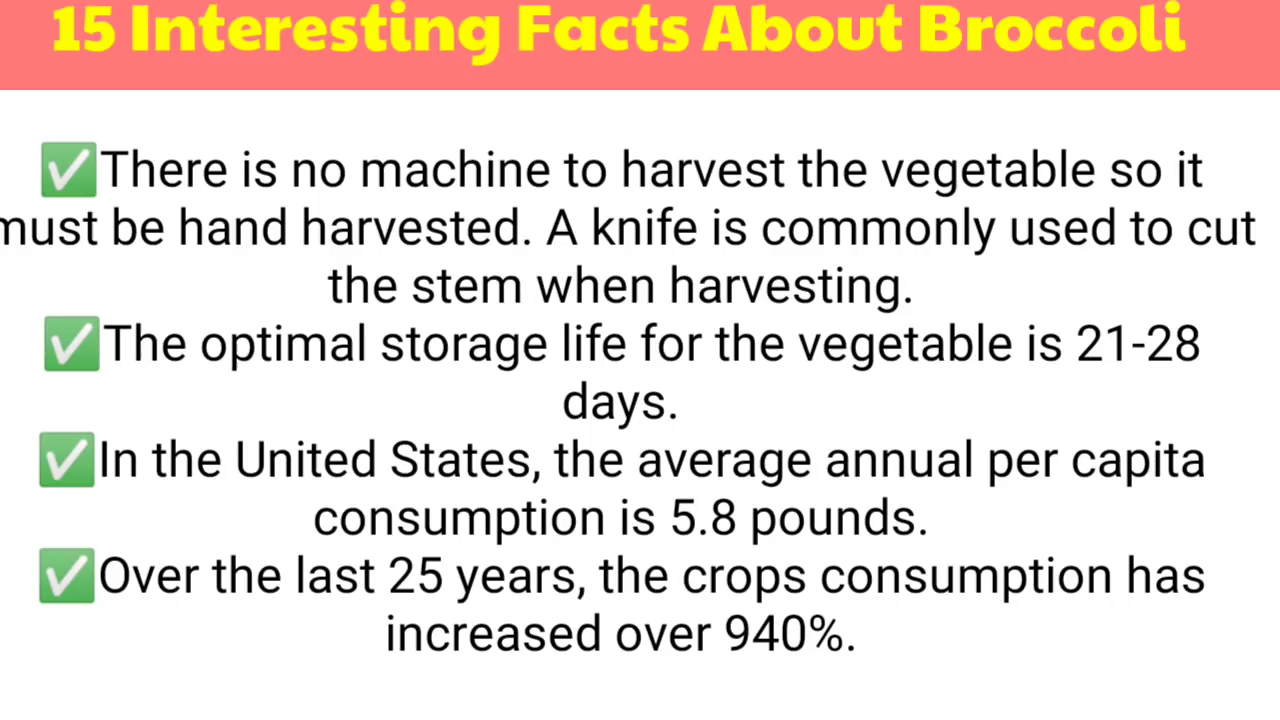 15 Interesting Facts About Broccoli
✅There is no machine to harvest the vegetable so it
must be hand harvested. A knife is commonly used to cut
the stem when harvesting.
✅The optimal storage life for the vegetable is 21-28
days.
✅In the United States, the average annual per capita
consumption is 5.8 pounds.
✅Over the last 25 years, the crops consumption has
increased over 940%.